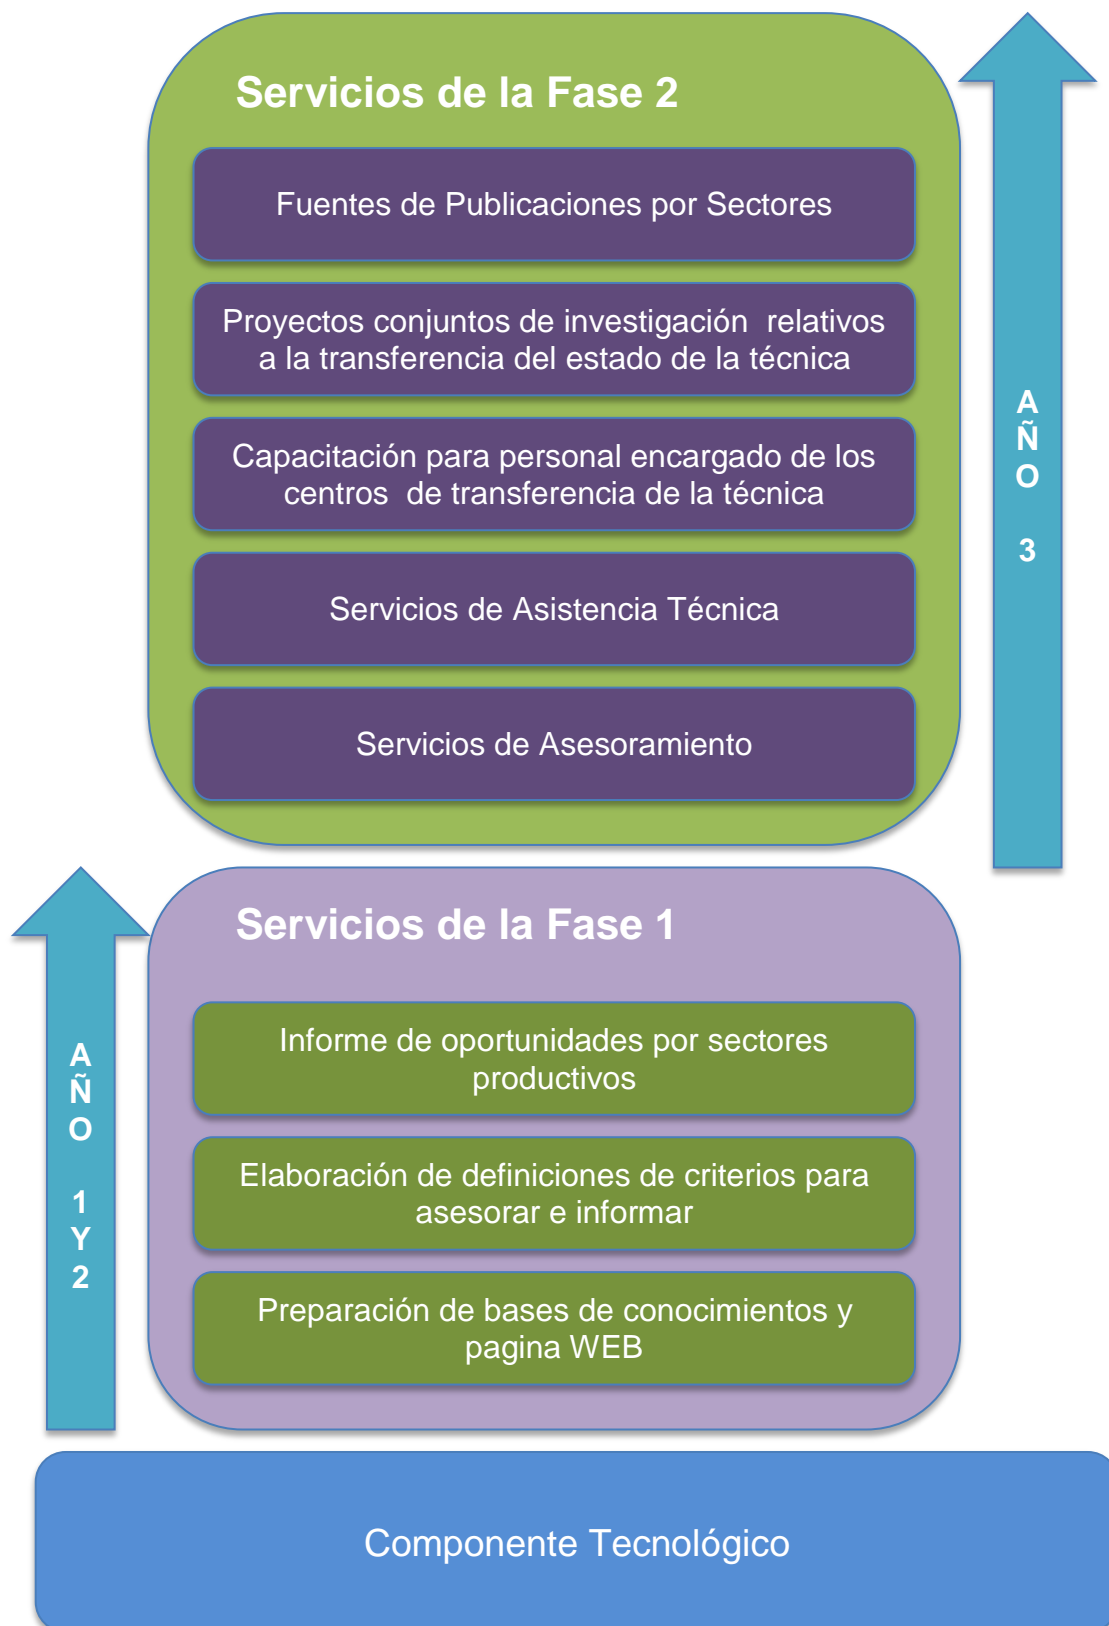 Servicios de la Fase 2
Fuentes de Publicaciones por Sectores
Proyectos conjuntos de investigación  relativos
a la transferencia del estado de la técnica
Capacitación para personal encargado de los
centros  de transferencia de la técnica
Servicios de Asistencia Técnica
Servicios de Asesoramiento
A
Ñ
O
3
Servicios de la Fase 1
Informe de oportunidades por sectores
productivos
Elaboración de definiciones de criterios para
asesorar e informar
Preparación de bases de conocimientos y
pagina WEB
A
Ñ
O
1
Y
2
Componente Tecnológico